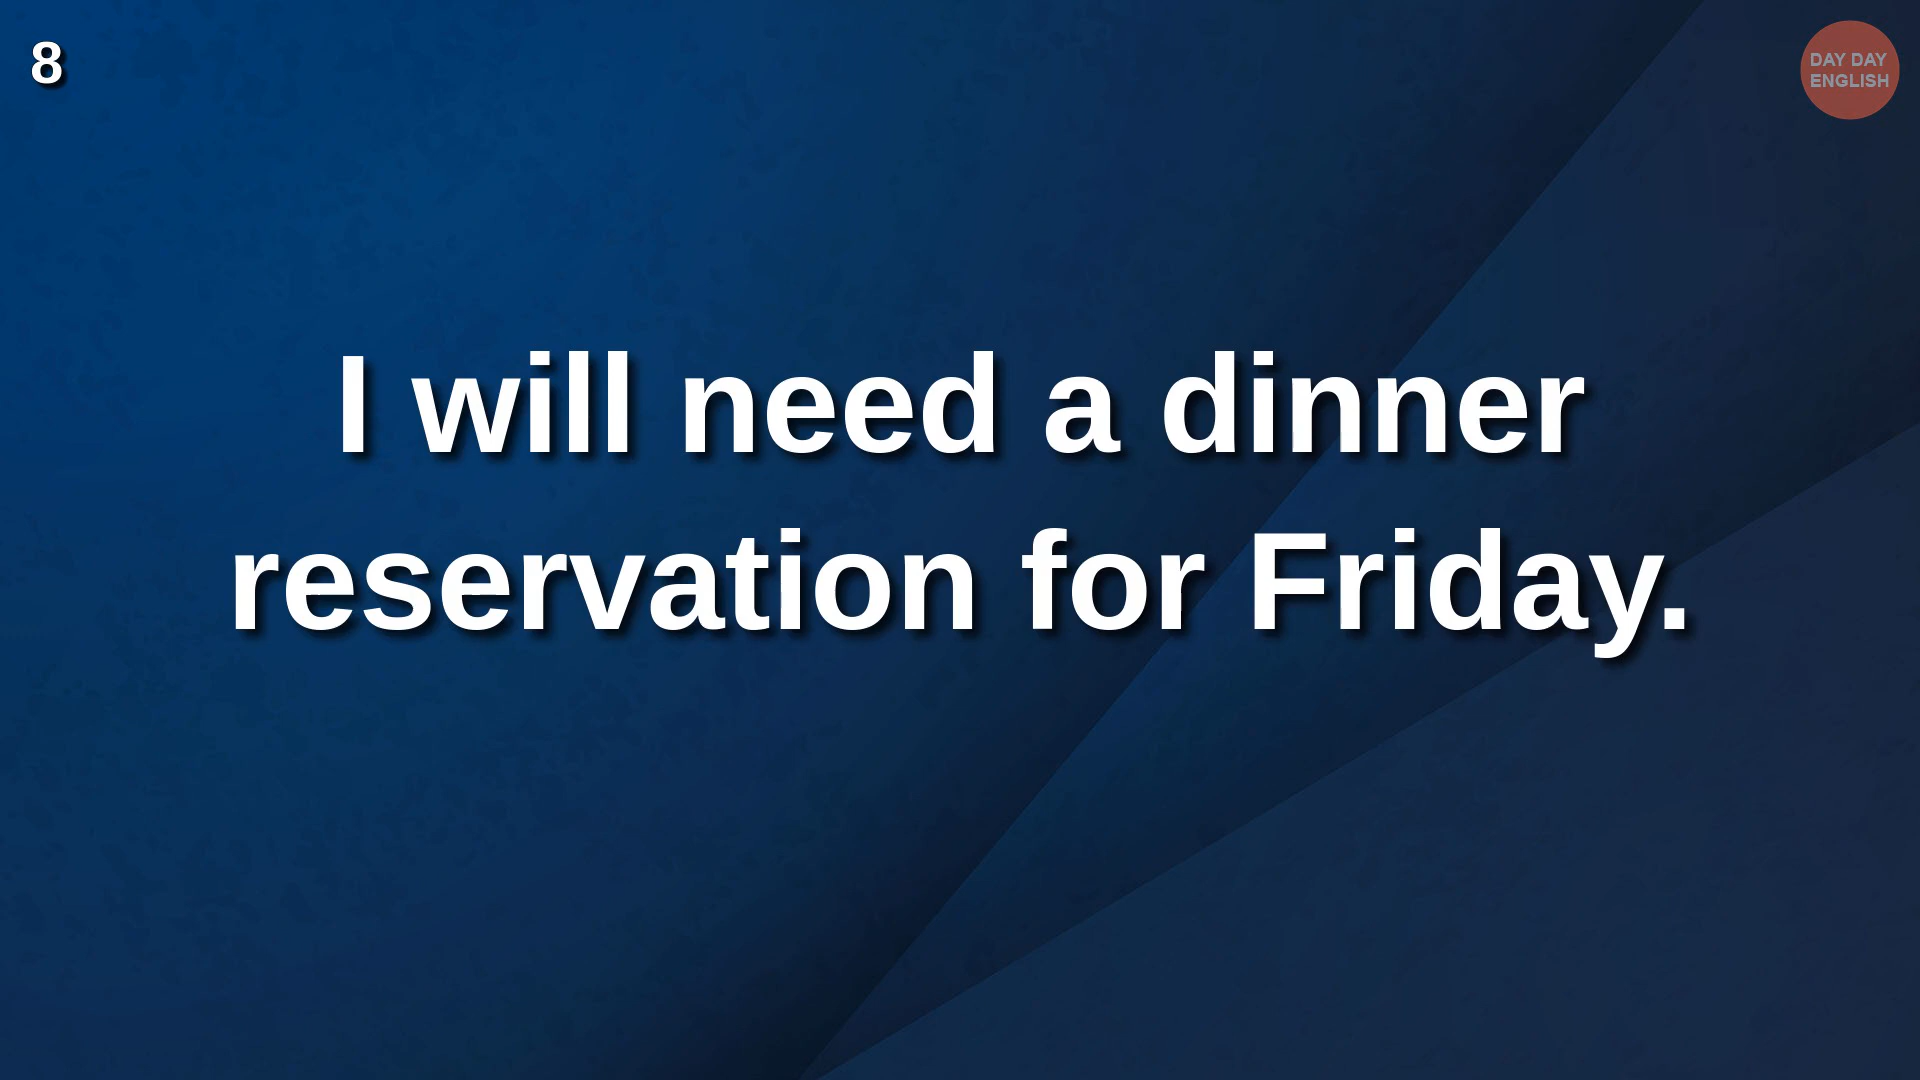 8
DAY DAY
ENGLISH
I will need a dinner
reservation for Friday.